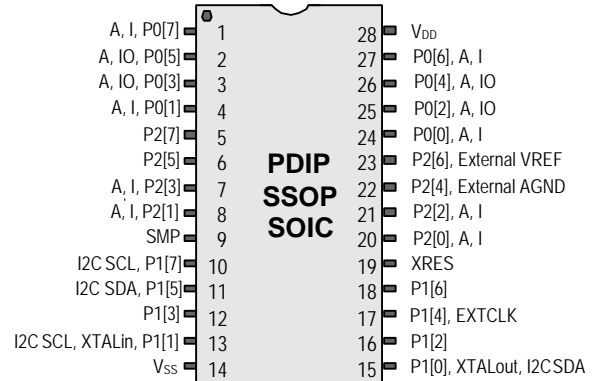 A, I, P0[7] 1 28 VDD
A, IO, P0[5] 2 27 P0[6], A, I
A, IO, P0[3] 3 26 P0[4], A, IO
A, I, P0[1] 4 25 P0[2], A, IO
P2[7] 5 24 P0[0], A, I
P2[5] 6 PDIP 23 P2[6], External VREF
A, I, P2[3] 7 SSOP 22 P2[4], External AGND
A, I, P2[1] 8 SOIC 21 P2[2], A, I
SMP 9 20 P2[0], A, I
I2C SCL, P1[7] 10 19 XRES
I2C SDA, P1[5] 11 18 P1[6]
P1[3] 12 17 P1[4], EXTCLK
I2C SCL, XTALin, P1[1] 13 16 P1[2]
Vss 14 15 P1[0], XTALout, I2C SDA